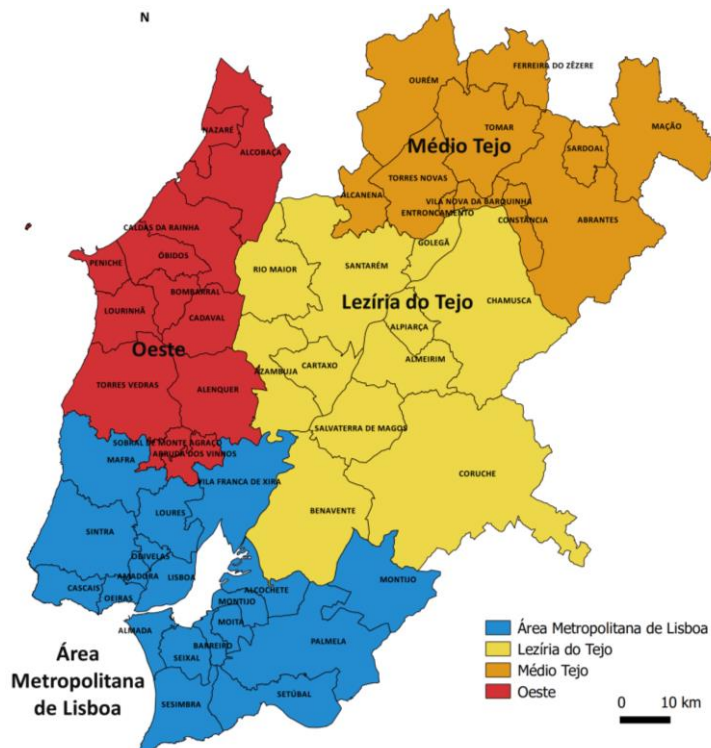 N
FERREIRA DO ZÊZERE
OURÉM
NAZARÉ
TOMAR
MAÇÃO
ALCOBAÇA
Médio Tejo
SARDOAL
TORRES NOVAS
ALCANENA
VILA NOVA DA BARQUINHA
ENTRONCAMENTO
CONSTÂNCIA
ABRANTES
CALDAS DA RAINHA
GOLEGÃ
ÓBIDOS
PENICHE
RIO MAIOR
SANTARÉM
BOMBARRAL
LOURINHÃ
CADAVAL
Lezíria do Tejo
CHAMUSCA
ALPIARÇA
Oeste
ALMEIRIM
AZAMBUJA
CARTAXO
TORRES VEDRAS
ALENQUER
SALVATERRA DE MAGOS
SOBRAL DE MONTE AGRAÇO
ARRUDA DOS VINHOS
MAFRA
CORUCHE
VILA FRANCA DE XIRA
LOURES
BENAVENTE
SINTRA
ODIVELAS
AMADORA
LISBOA
MONTIJO
CASCAIS
OEIRAS
ALCOCHETE
MONTIJO
MOITA
ALMADA
BARREIRO
PALMELA
SEIXAL
Área
Metropolitana
de Lisboa
SESIMBRA
SETÚBAL
Área Metropolitana de Lisboa
Lezíria do Tejo
Médio Tejo
Oeste
0 10 km